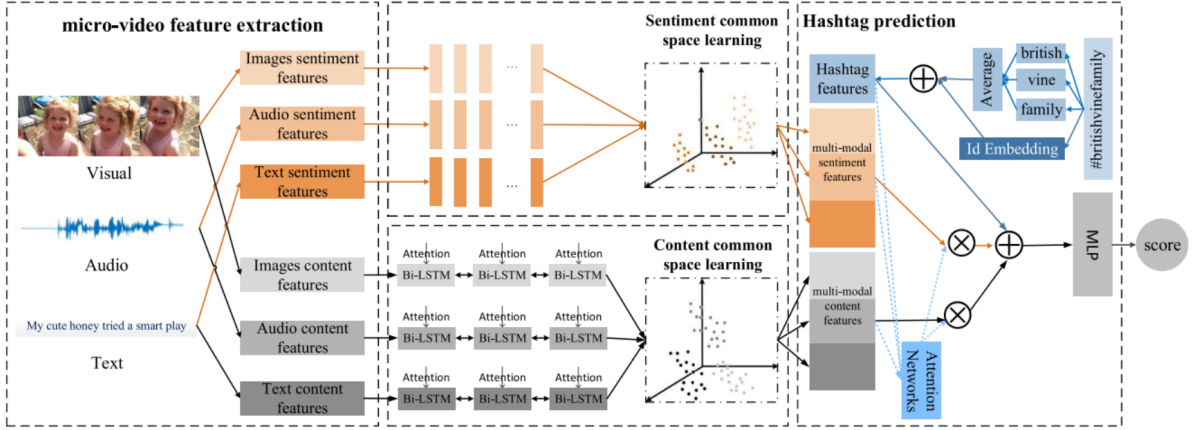 micro-video feature extraction
Visual
Audio
My cute honey tried a smart play
Text
Images sentiment
features
Audio sentiment
features
Text sentiment
features
Images content
features
Audio content
features
Text content
features
Sentiment common
space learning
...
...
...
Content common
space learning
Attention Attention Attention
Bi-LSTM Bi-LSTM Bi-LSTM
Attention Attention Attention
Bi-LSTM Bi-LSTM Bi-LSTM
Attention Attention Attention
Bi-LSTM Bi-LSTM Bi-LSTM
Hashtag prediction
Hashtag
features
Average
british
vine
family
Id Embedding
#britishvinefamily
multi-modal
sentiment
features
multi-modal
content
features
Attention
Networks
MLP
score